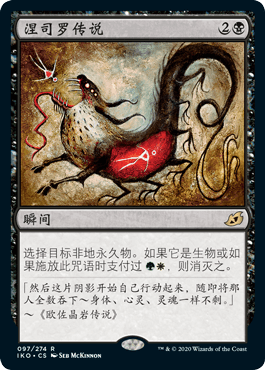 涅司罗传说 2
瞬间
选择目标非地永久物。如果它是生物或如
果施放此咒语时支付过，则消灭之。
「然后这片阴影开始自己行动起来，随即将那
人全数吞下～身体、心灵、灵魂一样不剩。」
～《欧佐晶岩传说》
097/274 R
IKO • CS SEB MCKINNON
™ & © 2020 Wizards of the Coast